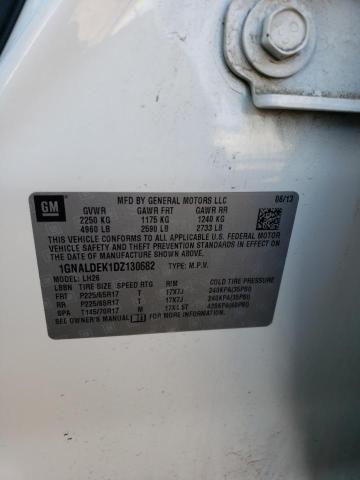 GM
MFD BY GENERAL MOTORS LLC 06/13
GVWR GAWR FRT GAWR RR
2250 KG 1175 KG 1240 KG
4960 LB 2590 LB 2733 LB
THIS VEHICLE CONFORMS TO ALL APPLICABLE U.S. FEDERAL MOTOR
VEHICLE SAFETY AND THEFT PREVENTION STANDARDS IN EFFECT ON THE
DATE OF MANUFACTURE SHOWN ABOVE.
1GNALDEK1DZ130582 TYPE: M.P.V.
LBBN LH26
TIRE SIZE SPEED RTG RIM COLD TIRE PRESSURE
FRT P225/65R17 T 17X7J 240KPA(35PSI)
RR P225/65R17 T 17X7J 240KPA(35PSI)
SPA T145/70R17 M 17X4 ST 420KPA(60PSI)
SEE OWNER'S MANUAL FOR MORE INFORMATION.